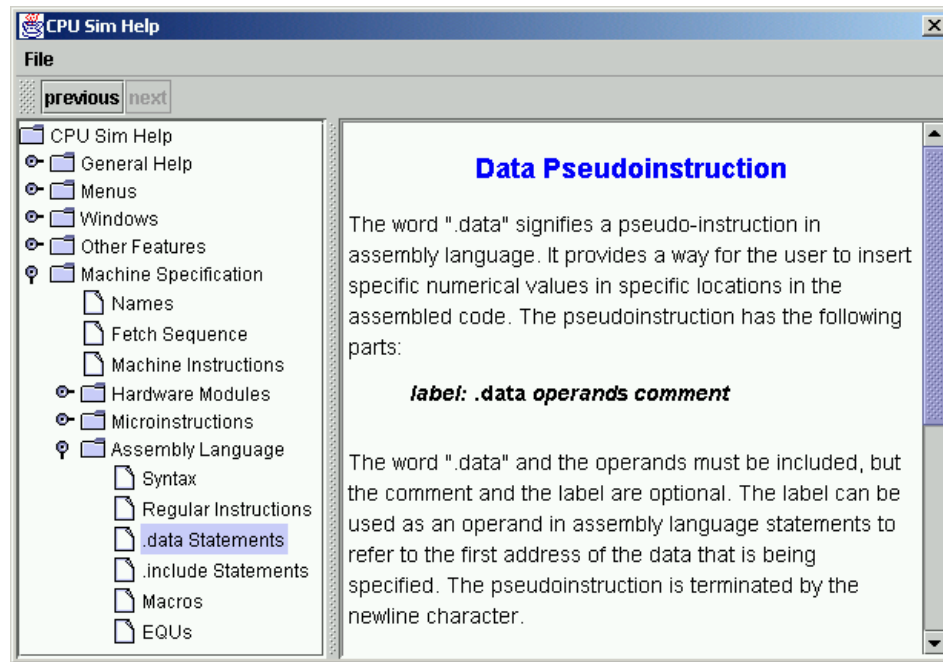 CPU Sim Help
File
previous next
CPU Sim Help
General Help
Menus
Windows
Other Features
Machine Specification
Names
Fetch Sequence
Machine Instructions
Hardware Modules
Microinstructions
Assembly Language
Syntax
Regular Instructions
.data Statements
.include Statements
Macros
EQUs
Data Pseudoinstruction
The word ".data" signifies a pseudo-instruction in
assembly language. It provides a way for the user to insert
specific numerical values in specific locations in the
assembled code. The pseudoinstruction has the following
parts:
label: .data operands comment
The word ".data" and the operands must be included, but
the comment and the label are optional. The label can be
used as an operand in assembly language statements to
refer to the first address of the data that is being
specified. The pseudoinstruction is terminated by the
newline character.